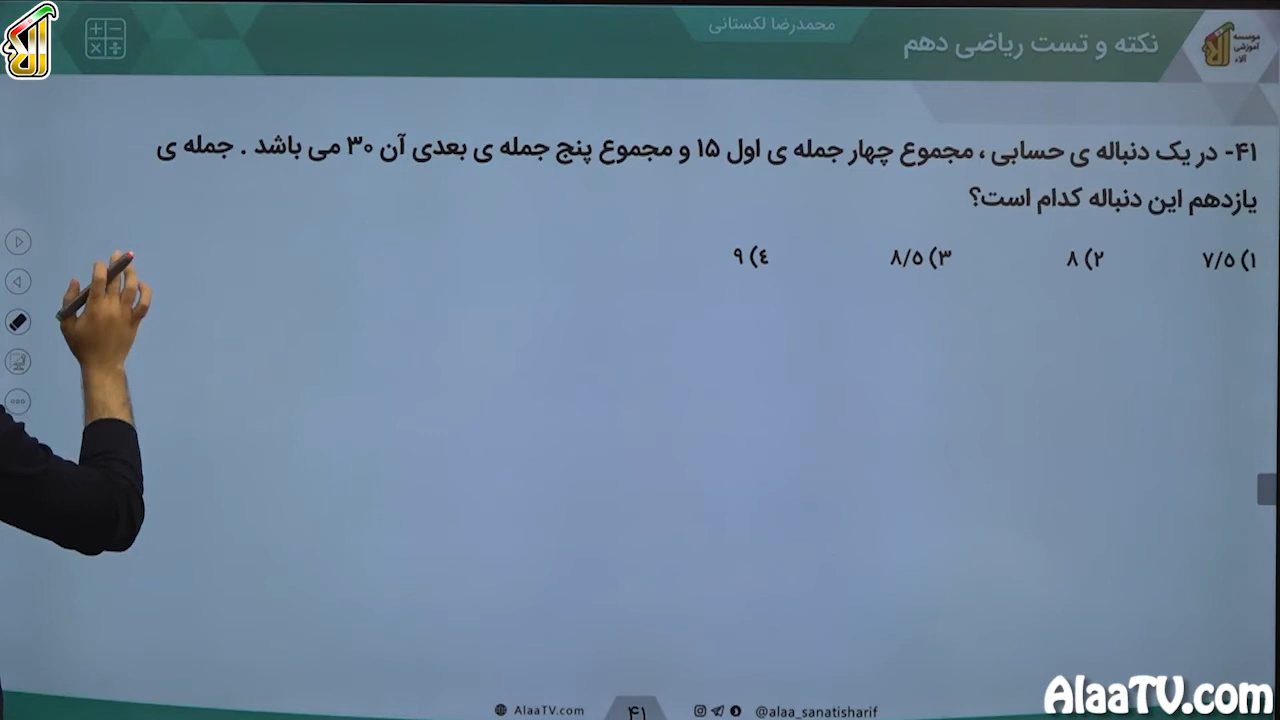 محمدرضا لکستانی
نکته و تست ریاضی دهم
موسسه
آموزشی
آلاء
۴۱- در یک دنباله ی حسابی ، مجموع چهار جمله ی اول ۱۵ و مجموع پنج جمله ی بعدی آن ۳۰ می باشد . جمله ی
یازدهم این دنباله کدام است؟
۱) ۷/۵ ۲) ۸ ۳) ۸/۵ ٤) ۹
AlaaTV.com
۴۱
@alaa_sanatisharif
AlaaTV.com